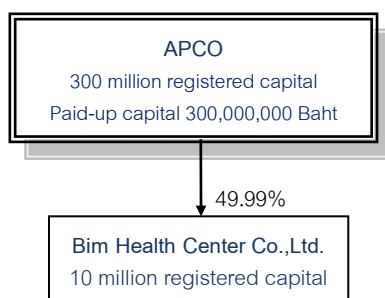 APCO
300 million registered capital
Paid-up capital 300,000,000 Baht
49.99%
Bim Health Center Co.,Ltd.
10 million registered capital